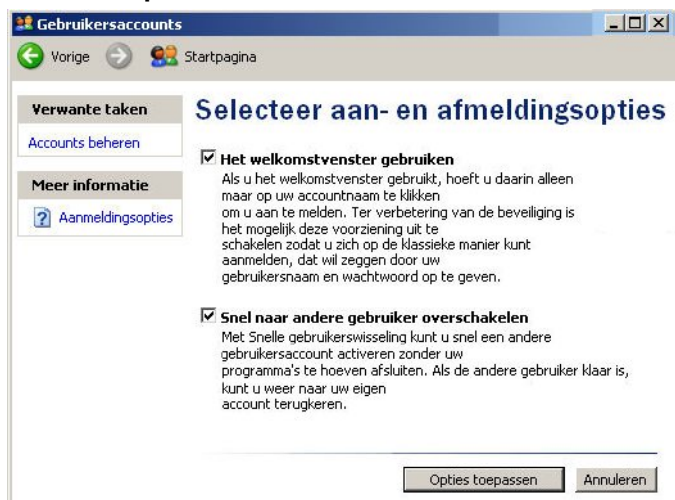 Gebruikersaccounts
Vorige
Startpagina
Verwante taken
Accounts beheren
Meer informatie
Aanmeldingsopties
Selecteer aan- en afmeldingsopties
Het welkomstvenster gebruiken
Als u het welkomstvenster gebruikt, hoeft u daarin alleen
maar op uw accountnaam te klikken
om u aan te melden. Ter verbetering van de beveiliging is
het mogelijk deze voorziening uit te
schakelen zodat u zich op de klassieke manier kunt
aanmelden, dat wil zeggen door uw
gebruikersnaam en wachtwoord op te geven.
Snel naar andere gebruiker overschakelen
Met Snelle gebruikerswisseling kunt u snel een andere
gebruikersaccount activeren zonder uw
programma's te hoeven afsluiten. Als de andere gebruiker klaar is,
kunt u weer naar uw eigen
account terugkeren.
Opties toepassen
Annuleren